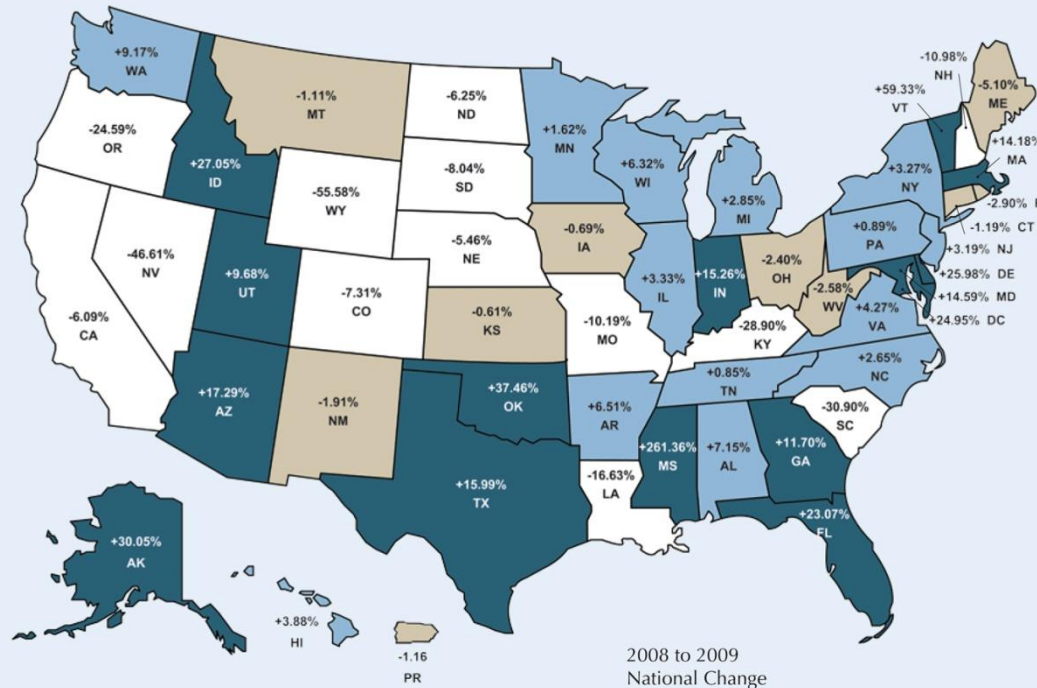 +9.17%
WA
-24.59%
OR
-6.09%
CA
-46.61%
NV
+27.05%
ID
-1.11%
MT
-55.58%
WY
+9.68%
UT
-7.31%
CO
+17.29%
AZ
-1.91%
NM
-6.25%
ND
-8.04%
SD
-5.46%
NE
-0.61%
KS
+37.46%
OK
+15.99%
TX
+1.62%
MN
-0.69%
IA
-10.19%
MO
+6.51%
AR
-16.63%
LA
+6.32%
WI
+3.33%
IL
+2.85%
MI
+15.26%
IN
-2.40%
OH
-28.90%
KY
+0.85%
TN
+261.36%
MS
+7.15%
AL
+11.70%
GA
+23.07%
FL
-30.90%
SC
+2.65%
NC
+4.27%
VA
-2.58%
WV
+0.89%
PA
+3.27%
NY
+59.33%
VT
-10.98%
NH
-5.10%
ME
+14.18%
MA
-2.90%
-1.19% CT
+3.19% NJ
+25.98% DE
+14.59% MD
+24.95% DC
+30.05%
AK
+3.88%
HI
-1.16
PR
2008 to 2009
National Change